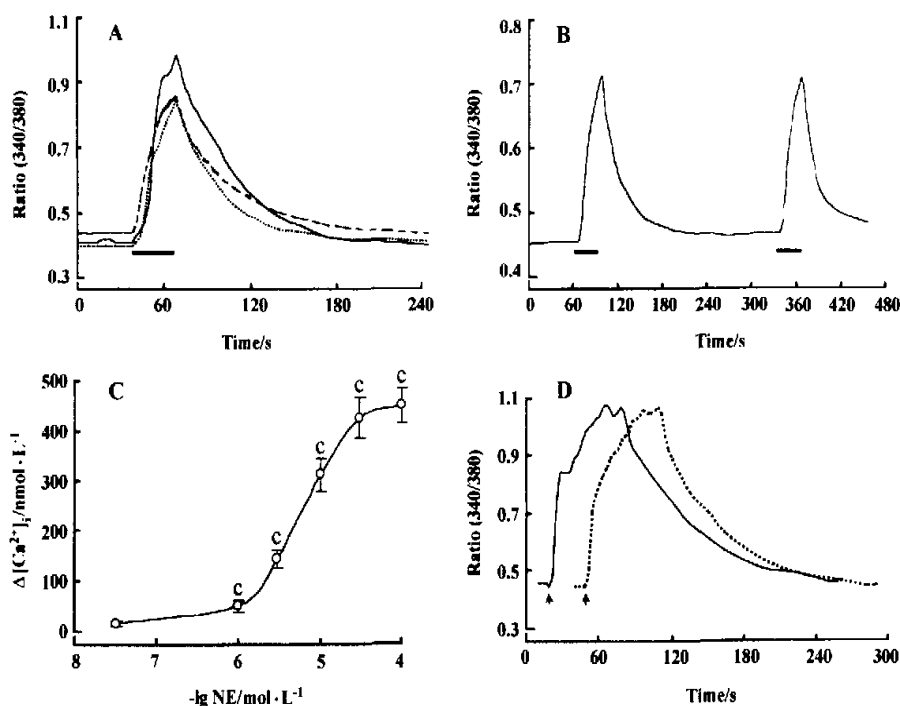 A
1.1
0.9
0.7
0.5
0.3
Ratio (340/380)
0 60 120 180 240
Time/s
B
0.8
0.7
0.6
0.5
0.4
Ratio (340/380)
0 60 120 180 240 300 360 420 480
Time/s
C
500
400
300
200
100
0
Δ[Ca²⁺]ᵢ/nmol·L⁻¹
c c c c c
8 7 6 5 4
-lg NE/mol·L⁻¹
D
1.1
0.9
0.7
0.5
0.3
Ratio (340/380)
0 60 120 180 240 300
Time/s